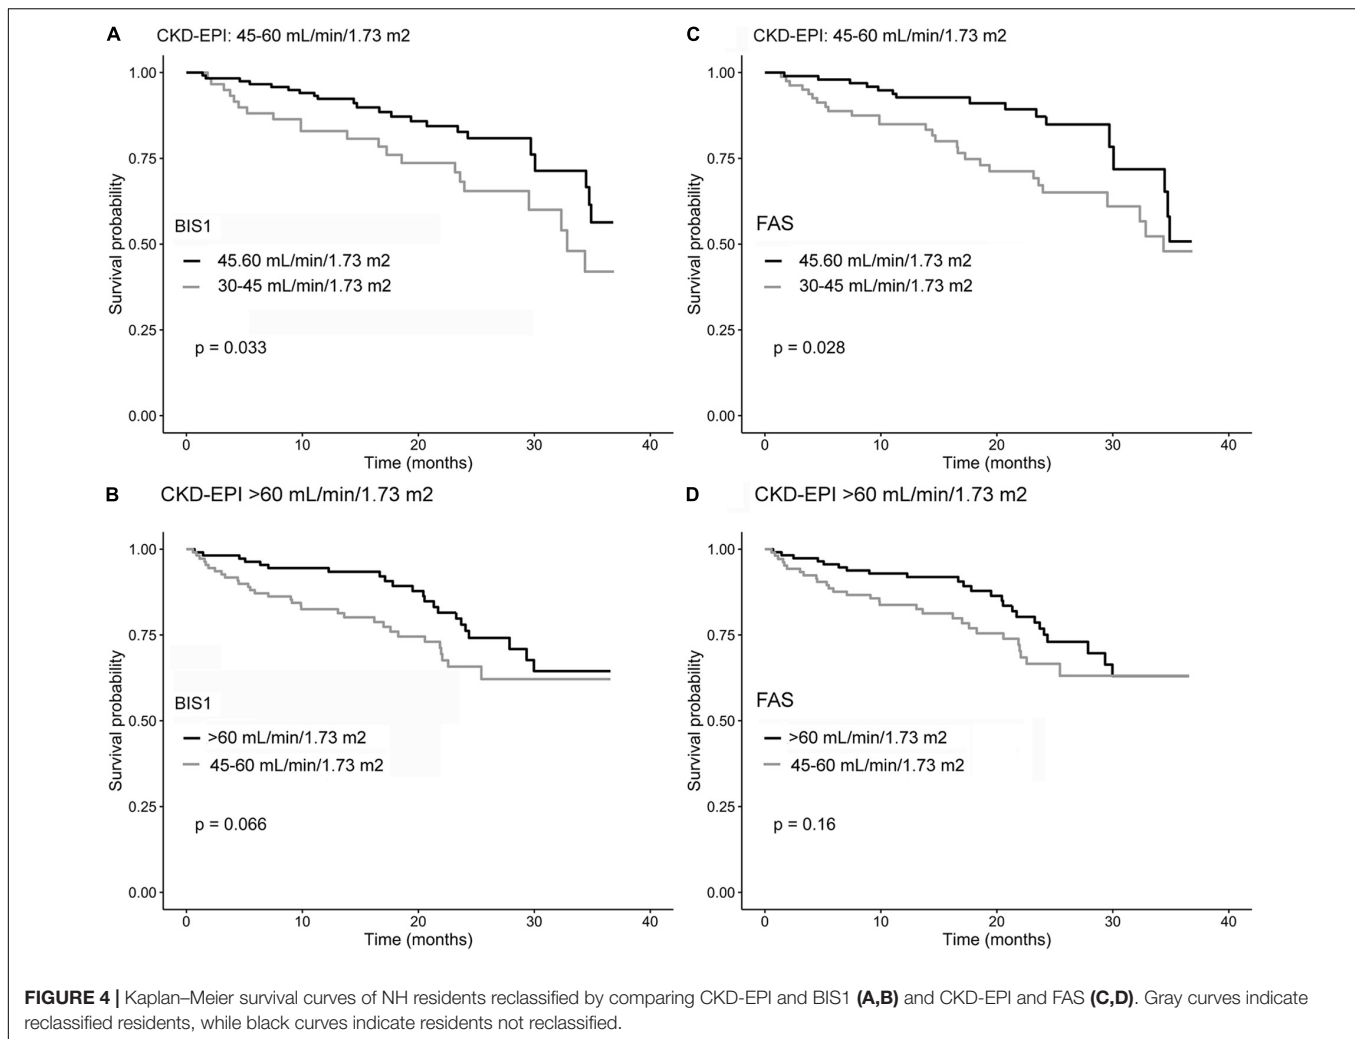 A CKD-EPI: 45-60 mL/min/1.73 m2
1.00
0.75
0.50
0.25
0.00
Survival probability
BIS1
45.60 mL/min/1.73 m2
30-45 mL/min/1.73 m2
p = 0.033
0 10 20 30 40
Time (months)
C CKD-EPI: 45-60 mL/min/1.73 m2
1.00
0.75
0.50
0.25
0.00
Survival probability
FAS
45.60 mL/min/1.73 m2
30-45 mL/min/1.73 m2
p = 0.028
0 10 20 30 40
Time (months)
B CKD-EPI >60 mL/min/1.73 m2
1.00
0.75
0.50
0.25
0.00
Survival probability
BIS1
>60 mL/min/1.73 m2
45-60 mL/min/1.73 m2
p = 0.066
0 10 20 30 40
Time (months)
D CKD-EPI >60 mL/min/1.73 m2
1.00
0.75
0.50
0.25
0.00
Survival probability
FAS
>60 mL/min/1.73 m2
45-60 mL/min/1.73 m2
p = 0.16
0 10 20 30 40
Time (months)
FIGURE 4 | Kaplan–Meier survival curves of NH residents reclassified by comparing CKD-EPI and BIS1 (A,B) and CKD-EPI and FAS (C,D). Gray curves indicate
reclassified residents, while black curves indicate residents not reclassified.